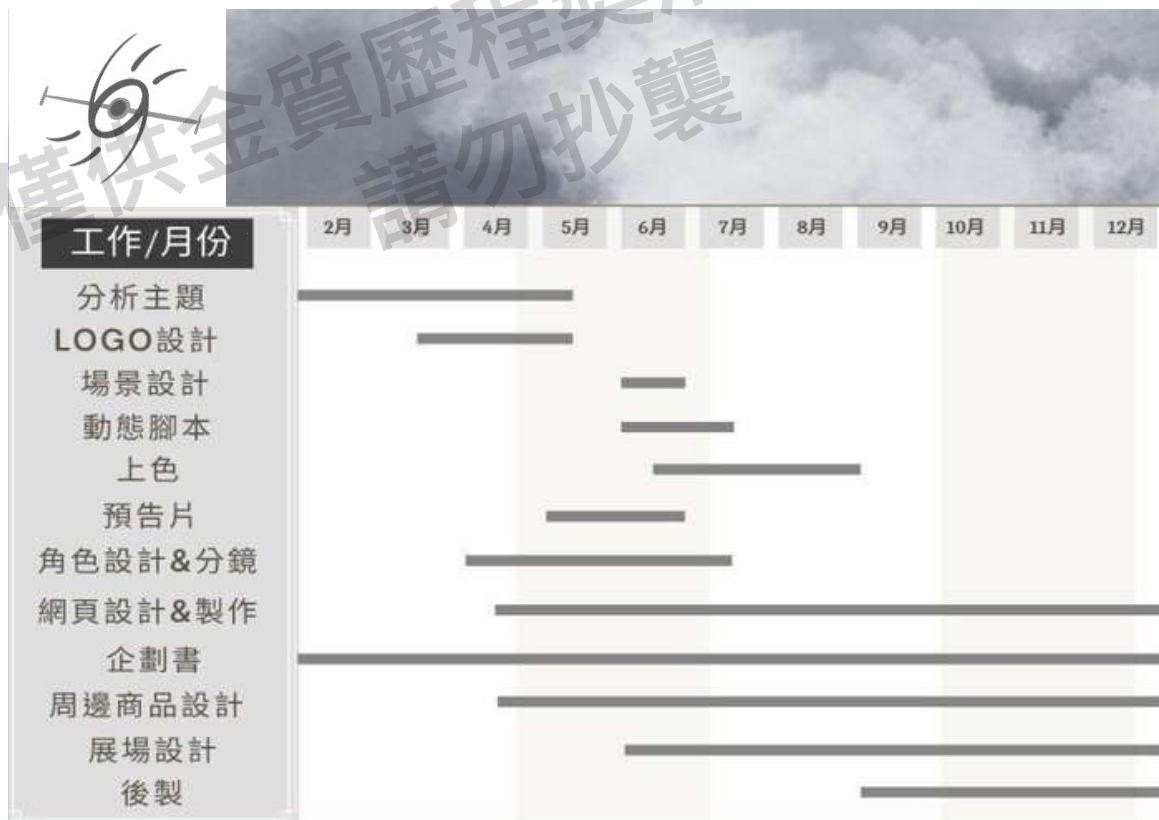 僅供金質歷程獎
請勿抄襲
工作/月份
2月 3月 4月 5月 6月 7月 8月 9月 10月 11月 12月
分析主題
LOGO設計
場景設計
動態腳本
上色
預告片
角色設計&分鏡
網頁設計&製作
企劃書
周邊商品設計
展場設計
後製